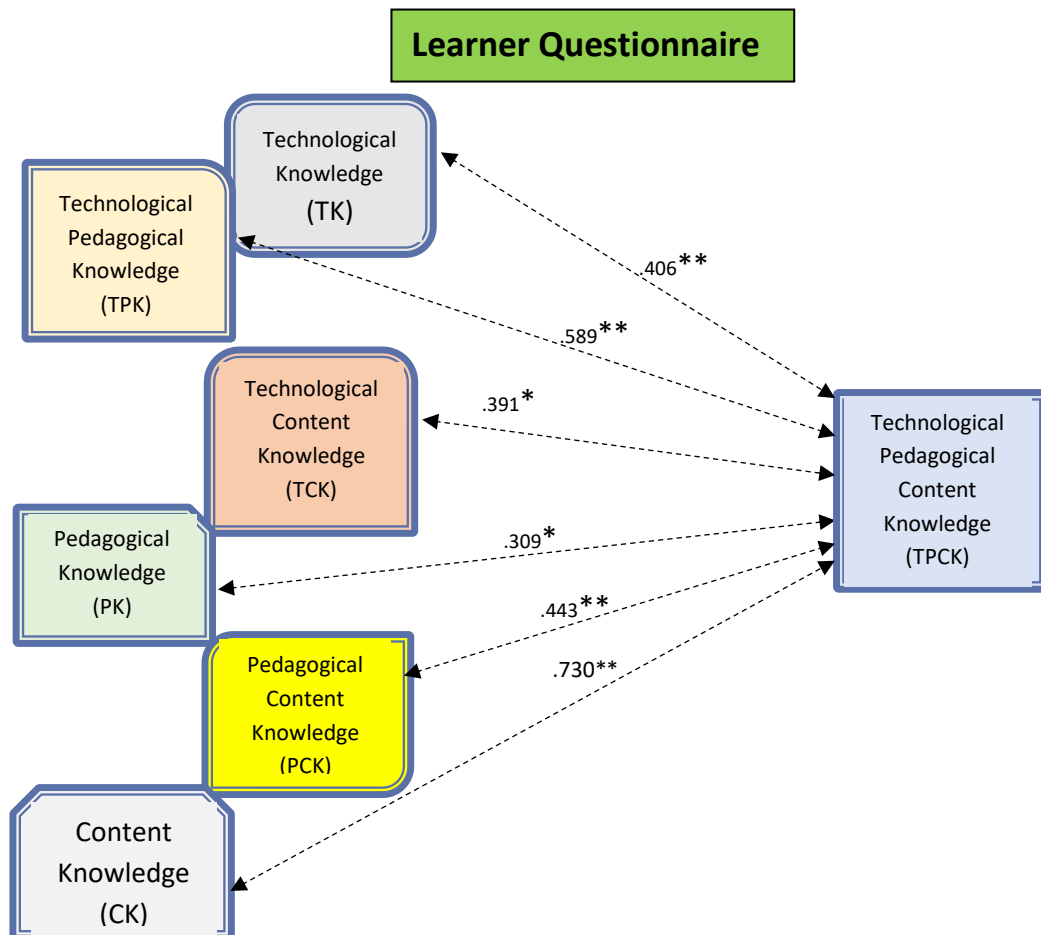 Learner Questionnaire
Technological
Knowledge
(TK)
Technological
Pedagogical
Knowledge
(TPK)
.406**
.589**
Technological
Content
Knowledge
(TCK)
.391*
Technological
Pedagogical
Content
Knowledge
(TPCK)
Pedagogical
Knowledge
(PK)
.309*
.443**
Pedagogical
Content
Knowledge
(PCK)
.730**
Content
Knowledge
(CK)